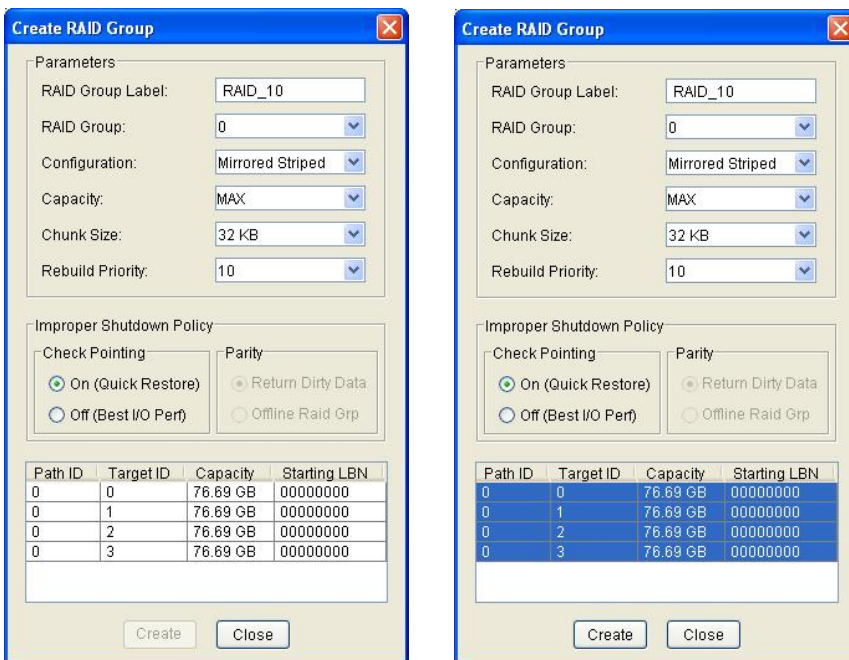 Create RAID Group
Parameters
RAID Group Label: RAID_10
RAID Group: 0
Configuration: Mirrored Striped
Capacity: MAX
Chunk Size: 32 KB
Rebuild Priority: 10
Improper Shutdown Policy
Check Pointing
On (Quick Restore)
Off (Best I/O Perf)
Parity
Return Dirty Data
Offline Raid Grp
Path ID Target ID Capacity Starting LBN
0 0 76.69 GB 00000000
0 1 76.69 GB 00000000
0 2 76.69 GB 00000000
0 3 76.69 GB 00000000
Create Close
Create RAID Group
Parameters
RAID Group Label: RAID_10
RAID Group: 0
Configuration: Mirrored Striped
Capacity: MAX
Chunk Size: 32 KB
Rebuild Priority: 10
Improper Shutdown Policy
Check Pointing
On (Quick Restore)
Off (Best I/O Perf)
Parity
Return Dirty Data
Offline Raid Grp
Path ID Target ID Capacity Starting LBN
0 0 76.69 GB 00000000
0 1 76.69 GB 00000000
0 2 76.69 GB 00000000
0 3 76.69 GB 00000000
Create Close